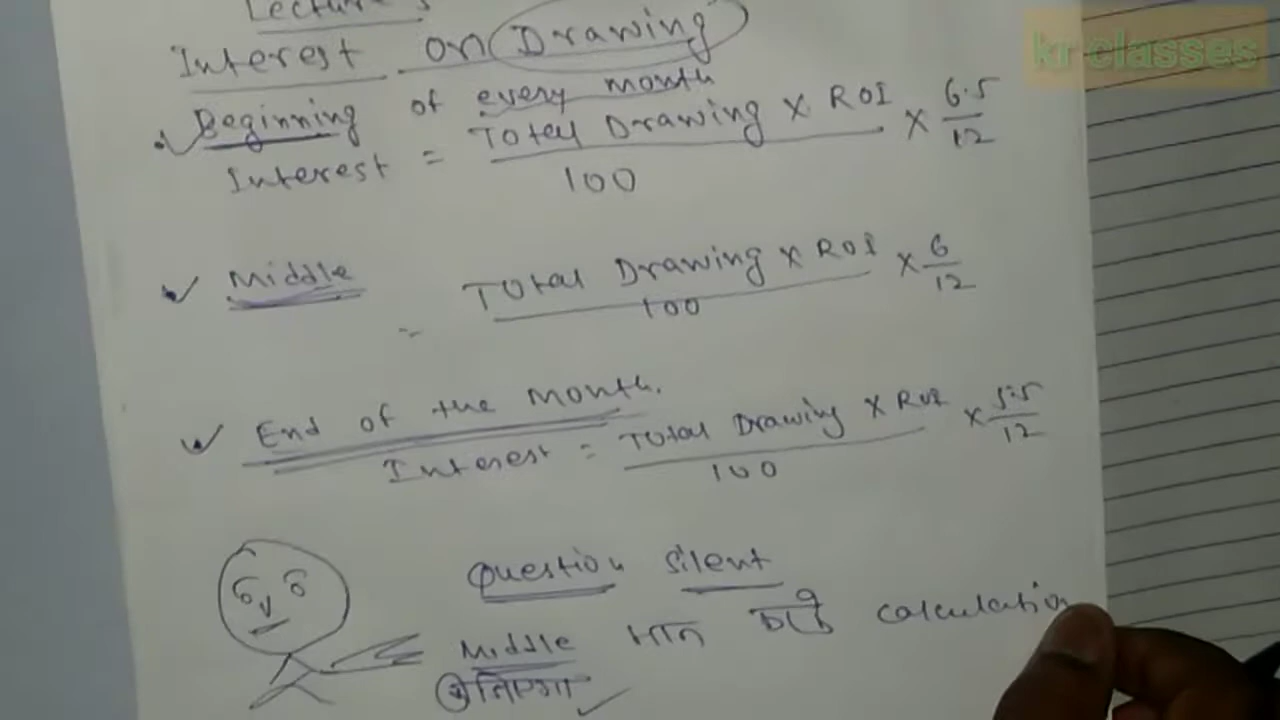 Lecture
Interest on Drawing
kr classes
Beginning of every month
Interest = Total Drawing X ROI / 100 X 6.5 / 12
Middle
= Total Drawing X ROI / 100 X 6 / 12
End of the Month.
Interest = Total Drawing X ROI / 100 X 5.5 / 12
Question Silent
Middle मान calculation